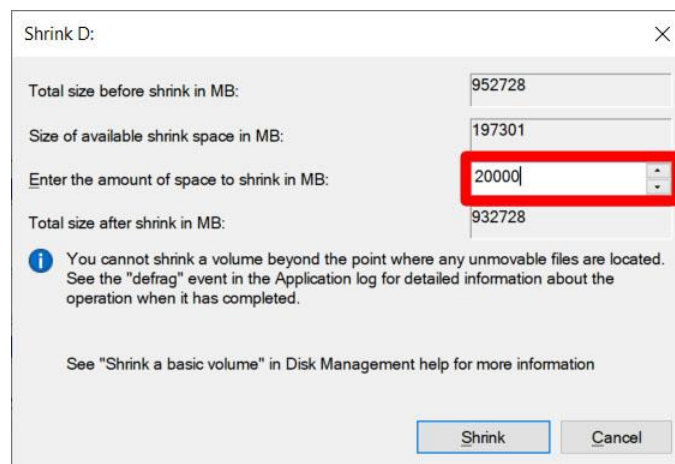 Shrink D:
Total size before shrink in MB: 952728
Size of available shrink space in MB: 197301
Enter the amount of space to shrink in MB: 20000
Total size after shrink in MB: 932728
You cannot shrink a volume beyond the point where any unmovable files are located.
See the "defrag" event in the Application log for detailed information about the
operation when it has completed.
See "Shrink a basic volume" in Disk Management help for more information
Shrink Cancel